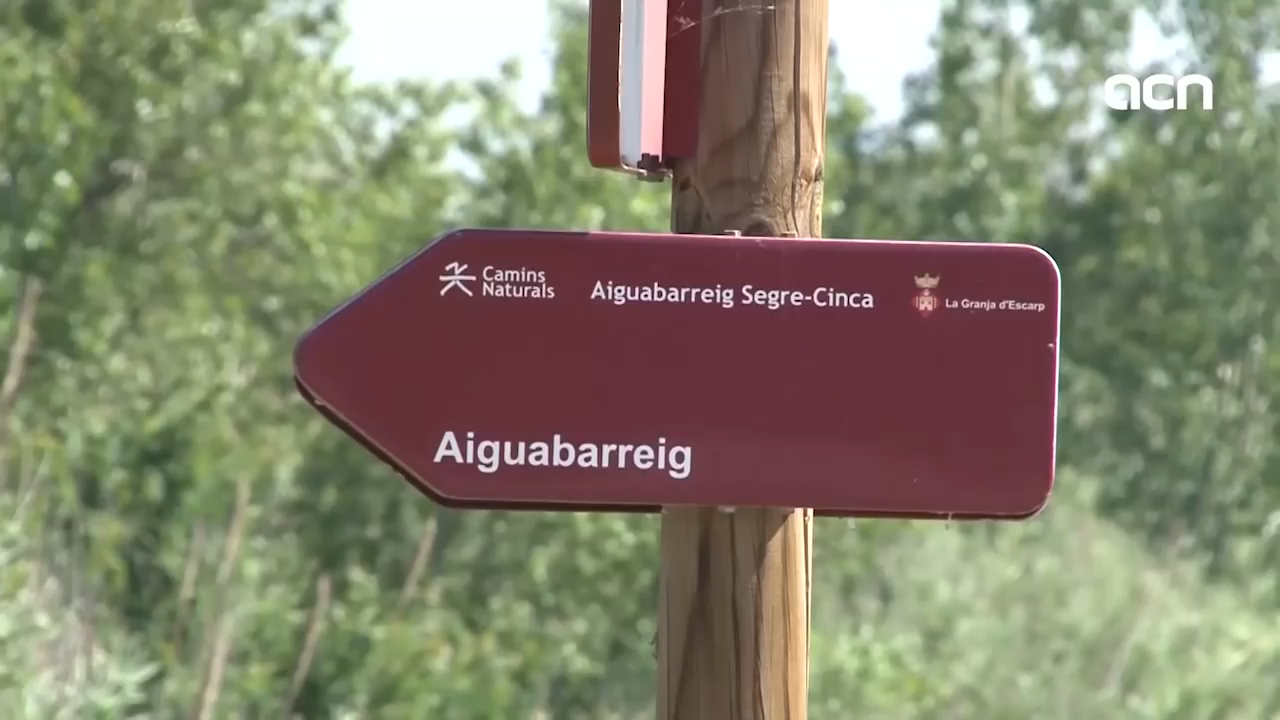 acn
Camins
Naturals
Aiguabarreig Segre-Cinca
La Granja d'Escarp
Aiguabarreig